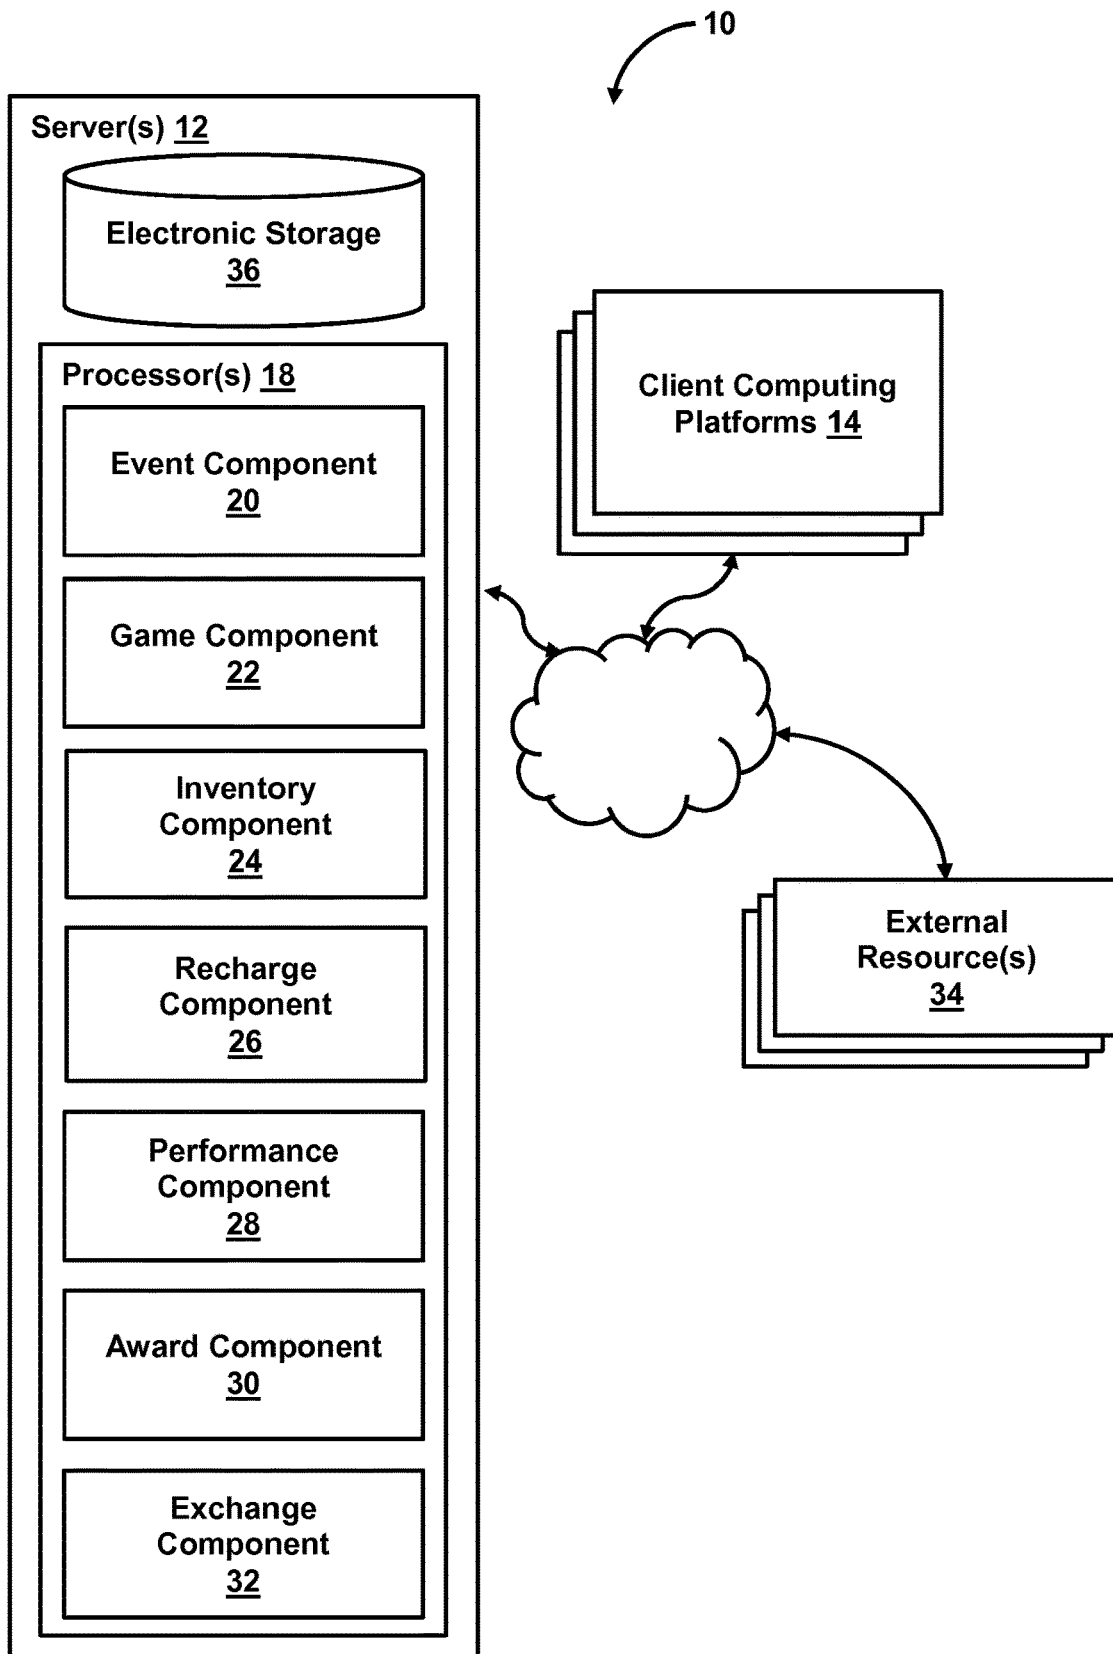 10
Server(s) 12
Electronic Storage
36
Processor(s) 18
Event Component
20
Game Component
22
Inventory
Component
24
Recharge
Component
26
Performance
Component
28
Award Component
30
Exchange
Component
32
Client Computing
Platforms 14
External
Resource(s)
34